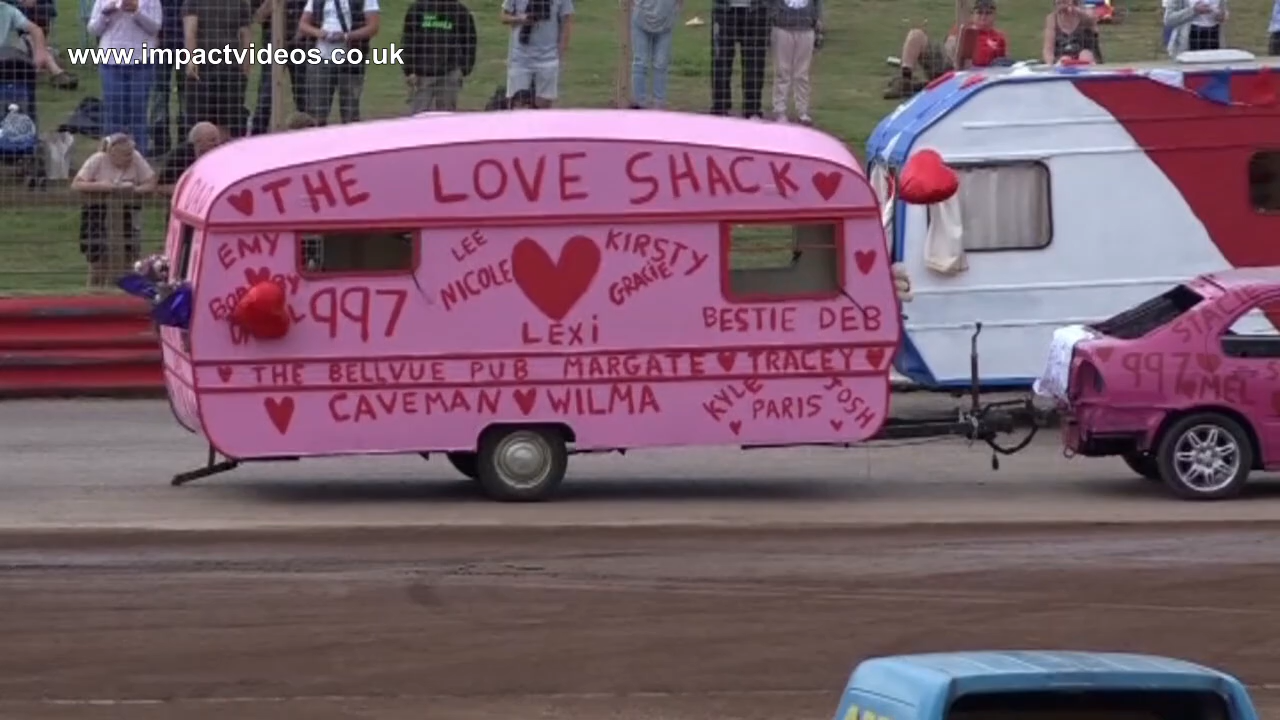 www.impactvideos.co.uk
THE LOVE SHACK
EMY
LEE
NICOLE
KIRSTY
GRACIE
997
LEXi
BESTIE DEB
THE BELLVUE PUB MARGATE TRACEY
CAVEMAN WILMA
KYLE
PARIS
JOSH
997
MEL